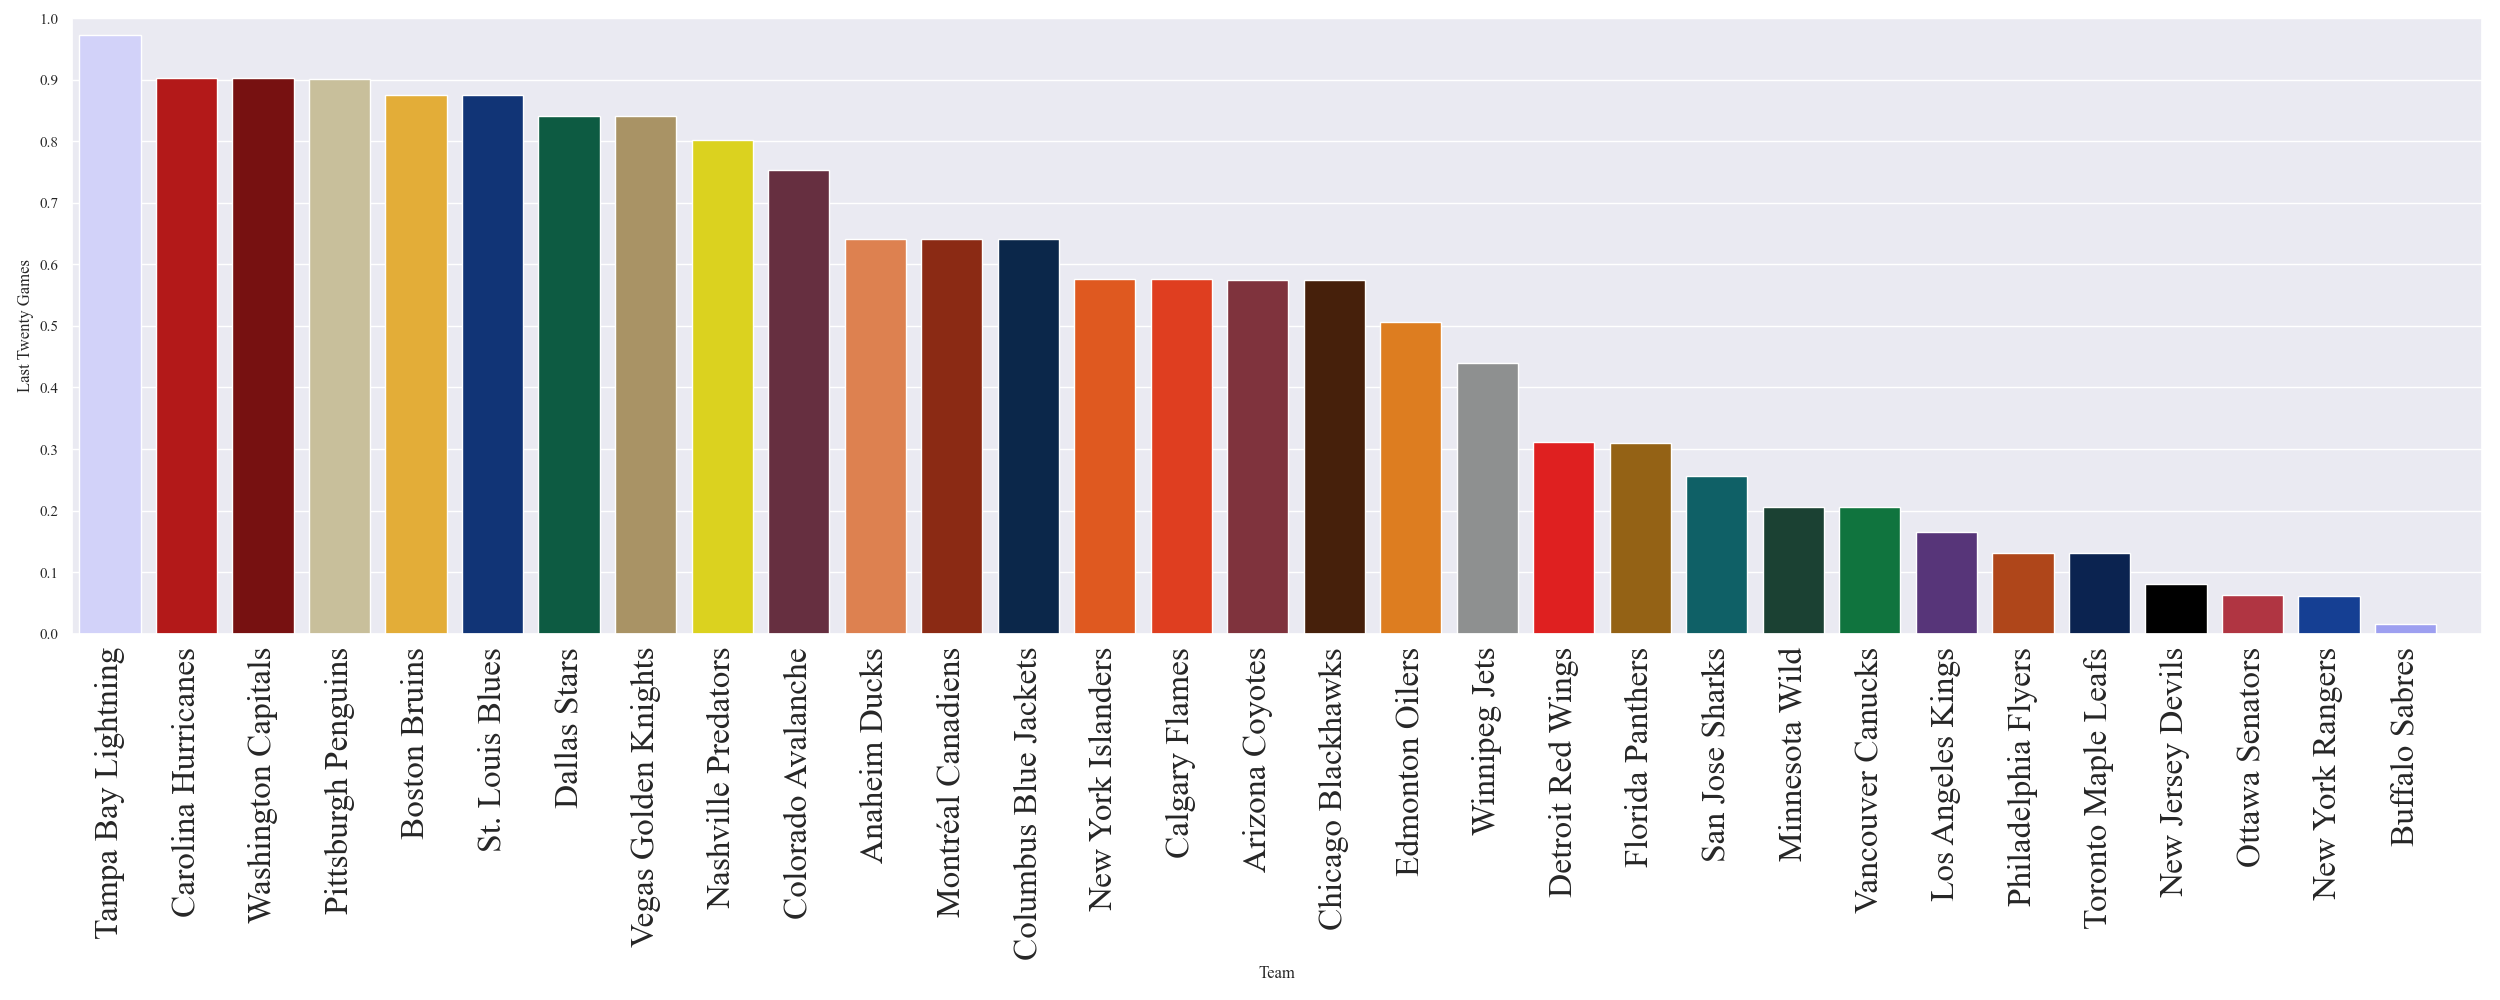 1.0
0.9
0.8
0.7
0.6
0.5
0.4
0.3
0.2
0.1
0.0
Last Twenty Games
Tampa Bay Lightning
Carolina Hurricanes
Washington Capitals
Pittsburgh Penguins
Boston Bruins
St. Louis Blues
Dallas Stars
Vegas Golden Knights
Nashville Predators
Colorado Avalanche
Anaheim Ducks
Montréal Canadiens
Columbus Blue Jackets
New York Islanders
Calgary Flames
Arizona Coyotes
Chicago Blackhawks
Edmonton Oilers
Winnipeg Jets
Detroit Red Wings
Florida Panthers
San Jose Sharks
Minnesota Wild
Vancouver Canucks
Los Angeles Kings
Philadelphia Flyers
Toronto Maple Leafs
New Jersey Devils
Ottawa Senators
New York Rangers
Buffalo Sabres
Team